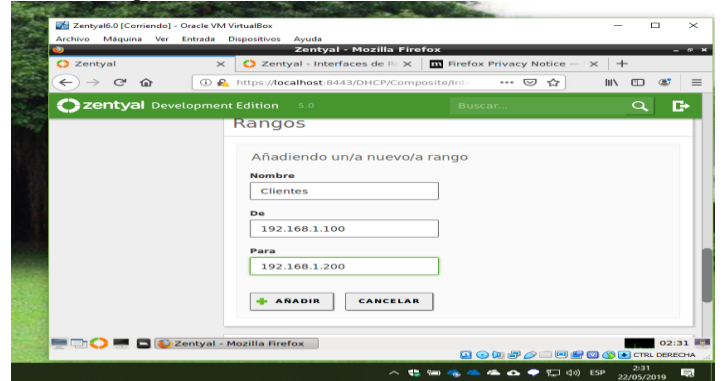 Zentyal6.0 [Corriendo] - Oracle VM VirtualBox
Archivo Máquina Ver Entrada Dispositivos Ayuda
Zentyal - Mozilla Firefox
Zentyal
Zentyal - Interfaces de R
Firefox Privacy Notice —
https://localhost:8443/DHCP/Composite/Int
zentyal Development Edition 5.0
Buscar...
Rangos
Añadiendo un/a nuevo/a rango
Nombre
Clientes
De
192.168.1.100
Para
192.168.1.200
AÑADIR
CANCELAR
Zentyal - Mozilla Firefox
02:31
CTRL DERECHA
ESP
2:31
22/05/2019